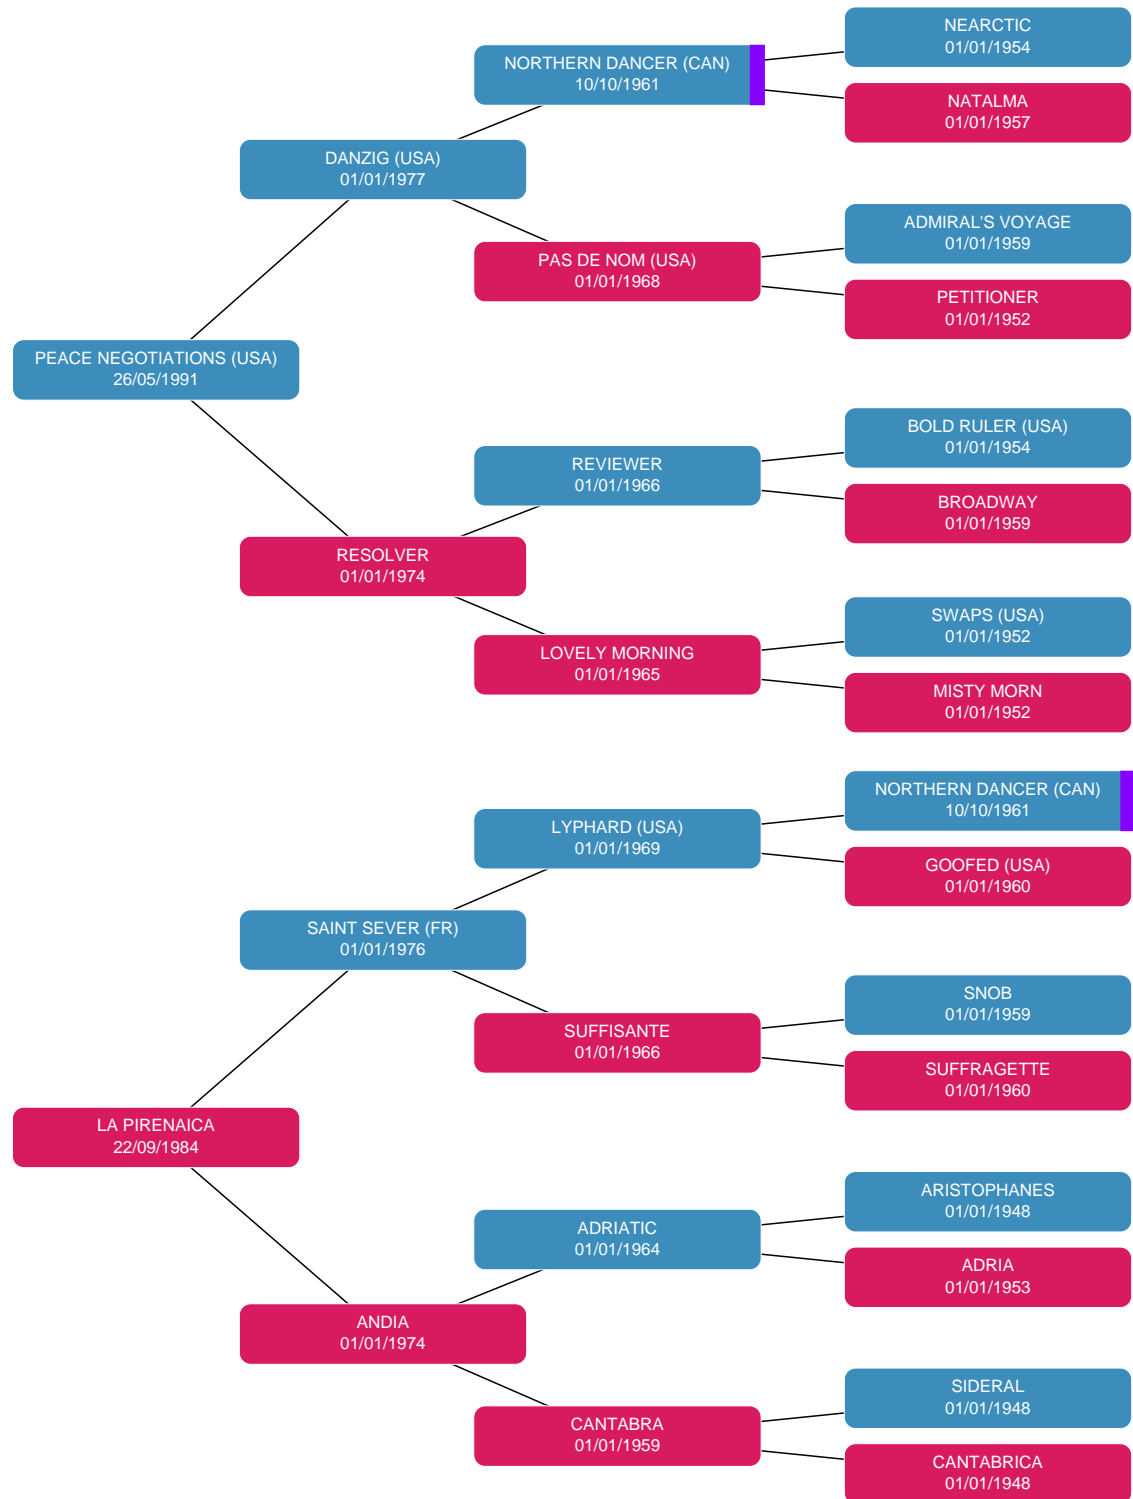 NEARCTIC
01/01/1954
NORTHERN DANCER (CAN)
10/10/1961
NATALMA
01/01/1957
DANZIG (USA)
01/01/1977
ADMIRAL'S VOYAGE
01/01/1959
PAS DE NOM (USA)
01/01/1968
PETITIONER
01/01/1952
PEACE NEGOTIATIONS (USA)
26/05/1991
BOLD RULER (USA)
01/01/1954
REVIEWER
01/01/1966
BROADWAY
01/01/1959
RESOLVER
01/01/1974
SWAPS (USA)
01/01/1952
LOVELY MORNING
01/01/1965
MISTY MORN
01/01/1952
NORTHERN DANCER (CAN)
10/10/1961
LYPHARD (USA)
01/01/1969
GOOFED (USA)
01/01/1960
SAINT SEVER (FR)
01/01/1976
SNOB
01/01/1959
SUFFISANTE
01/01/1966
SUFFRAGETTE
01/01/1960
LA PIRENAICA
22/09/1984
ARISTOPHANES
01/01/1948
ADRIATIC
01/01/1964
ADRIA
01/01/1953
ANDIA
01/01/1974
SIDERAL
01/01/1948
CANTABRA
01/01/1959
CANTABRICA
01/01/1948